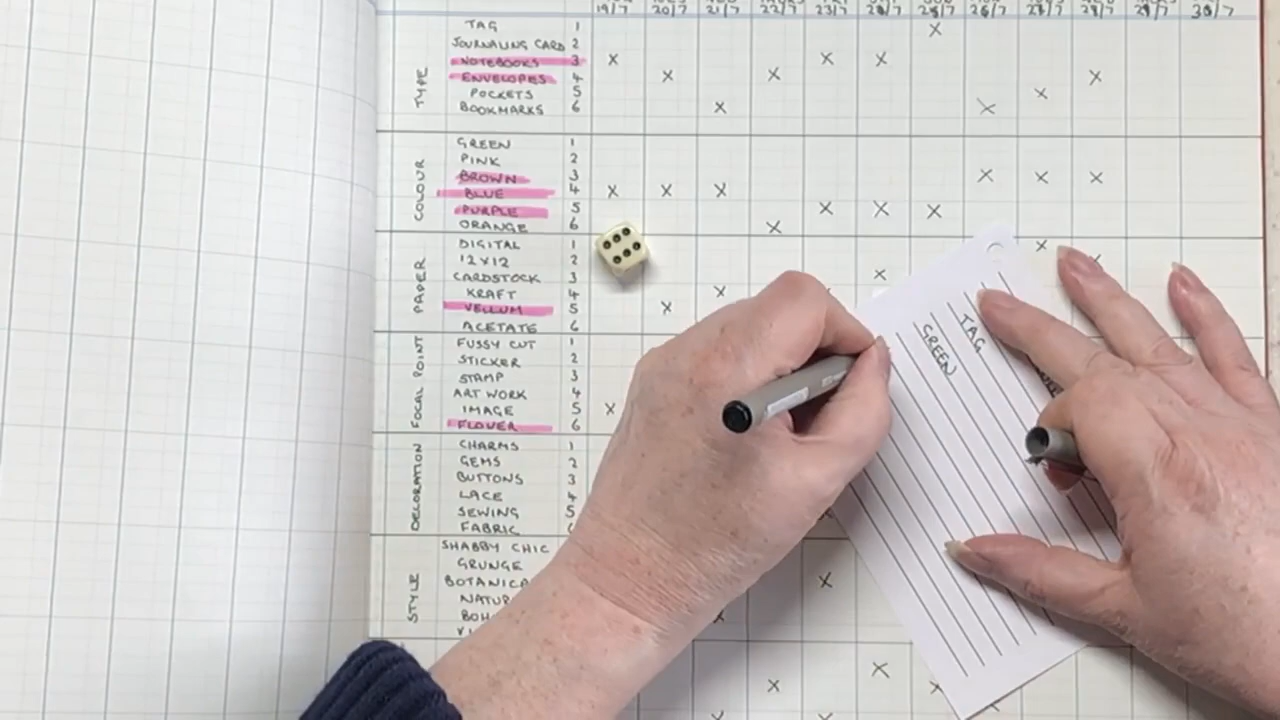 19/7 20/7 21/7 22/7 23/7 24/7 25/7 26/7 27/7 28/7 29/7 30/7
TYPE
TAG 1
JOURNALING CARD 2
NOTEBOOKS 3
ENVELOPES 4
POCKETS 5
BOOKMARKS 6
COLOUR
GREEN 1
PINK 2
BROWN 3
BLUE 4
PURPLE 5
ORANGE 6
PAPER
DIGITAL 1
12X12 2
CARDSTOCK 3
KRAFT 4
VELLUM 5
ACETATE 6
FOCAL POINT
FUSSY CUT 1
STICKER 2
STAMP 3
ART WORK 4
IMAGE 5
FLOWER 6
DECORATION
CHARMS 1
GEMS 2
BUTTONS 3
LACE 4
SEWING 5
FABRIC 6
STYLE
SHABBY CHIC
GRUNGE
BOTANICA
NATUR
BOH
TAG
GREEN